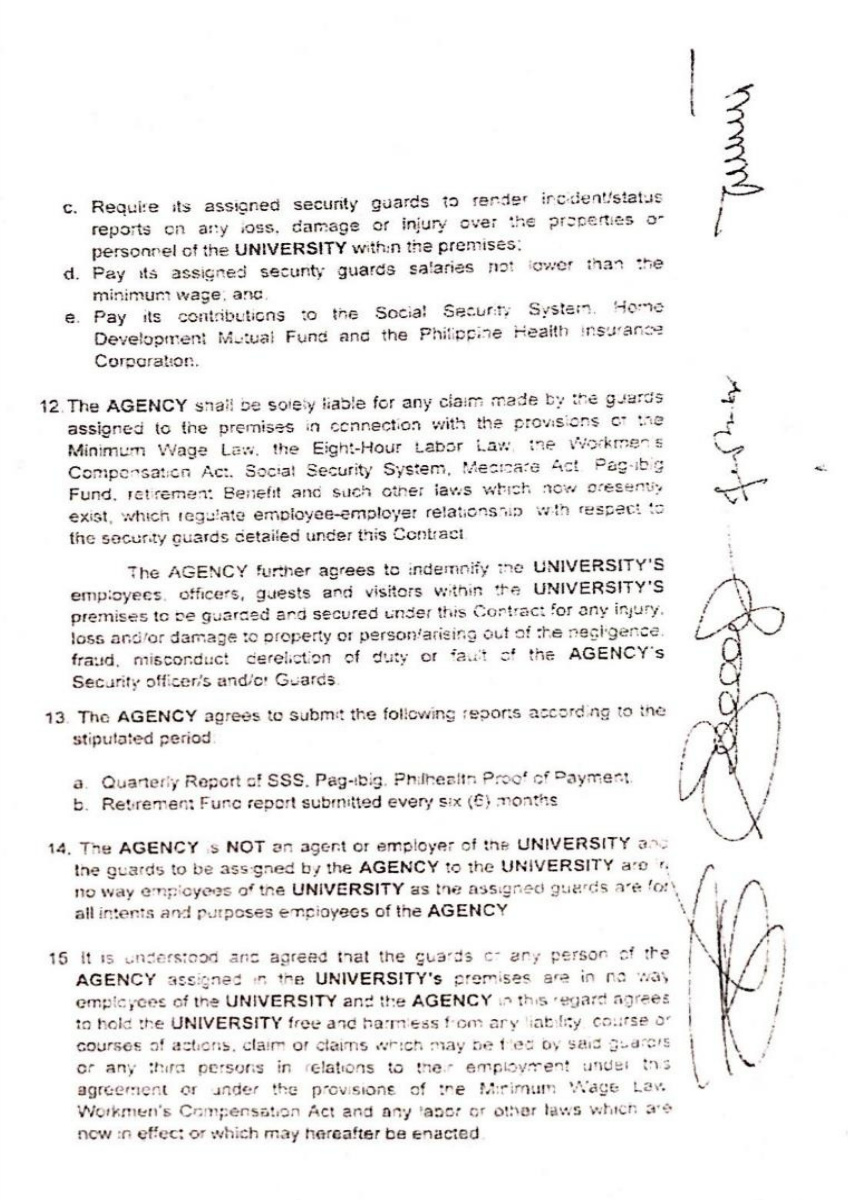 c. Require its assigned security guards to render incident/status
reports on any loss, damage or injury over the properties or
personnel of the UNIVERSITY within the premises;
d. Pay its assigned security guards salaries not lower than the
minimum wage; and
e. Pay its contributions to the Social Security System, Home
Development Mutual Fund and the Philippine Health Insurance
Corporation.
12. The AGENCY shall be solely liable for any claim made by the guards
assigned to the premises in connection with the provisions of the
Minimum Wage Law, the Eight-Hour Labor Law, the Workmen's
Compensation Act, Social Security System, Medicare Act, Pag-ibig
Fund, retirement Benefit and such other laws which now presently
exist, which regulate employee-employer relationship with respect to
the security guards detailed under this Contract
The AGENCY further agrees to indemnify the UNIVERSITY'S
employees, officers, guests and visitors within the UNIVERSITY'S
premises to be guarded and secured under this Contract for any injury,
loss and/or damage to property or person/arising out of the negligence,
fraud, misconduct dereliction of duty or fault of the AGENCY's
Security officer/s and/or Guards.
13. The AGENCY agrees to submit the following reports according to the
stipulated period
a. Quarterly Report of SSS, Pag-ibig, Philhealth Proof of Payment.
b. Retirement Fund report submitted every six (6) months
14. The AGENCY is NOT an agent or employer of the UNIVERSITY and
the guards to be assigned by the AGENCY to the UNIVERSITY are in
no way employees of the UNIVERSITY as the assigned guards are for
all intents and purposes employees of the AGENCY
15 It is understood and agreed that the guards or any person of the
AGENCY assigned in the UNIVERSITY's premises are in no way
employees of the UNIVERSITY and the AGENCY in this regard agrees
to hold the UNIVERSITY free and harmless from any liability, course or
courses of actions, claim or claims which may be filed by said guards
or any third persons in relations to their employment under this
agreement or under the provisions of the Minimum Wage Law
Workmen's Compensation Act and any labor or other laws which are
now in effect or which may hereafter be enacted.